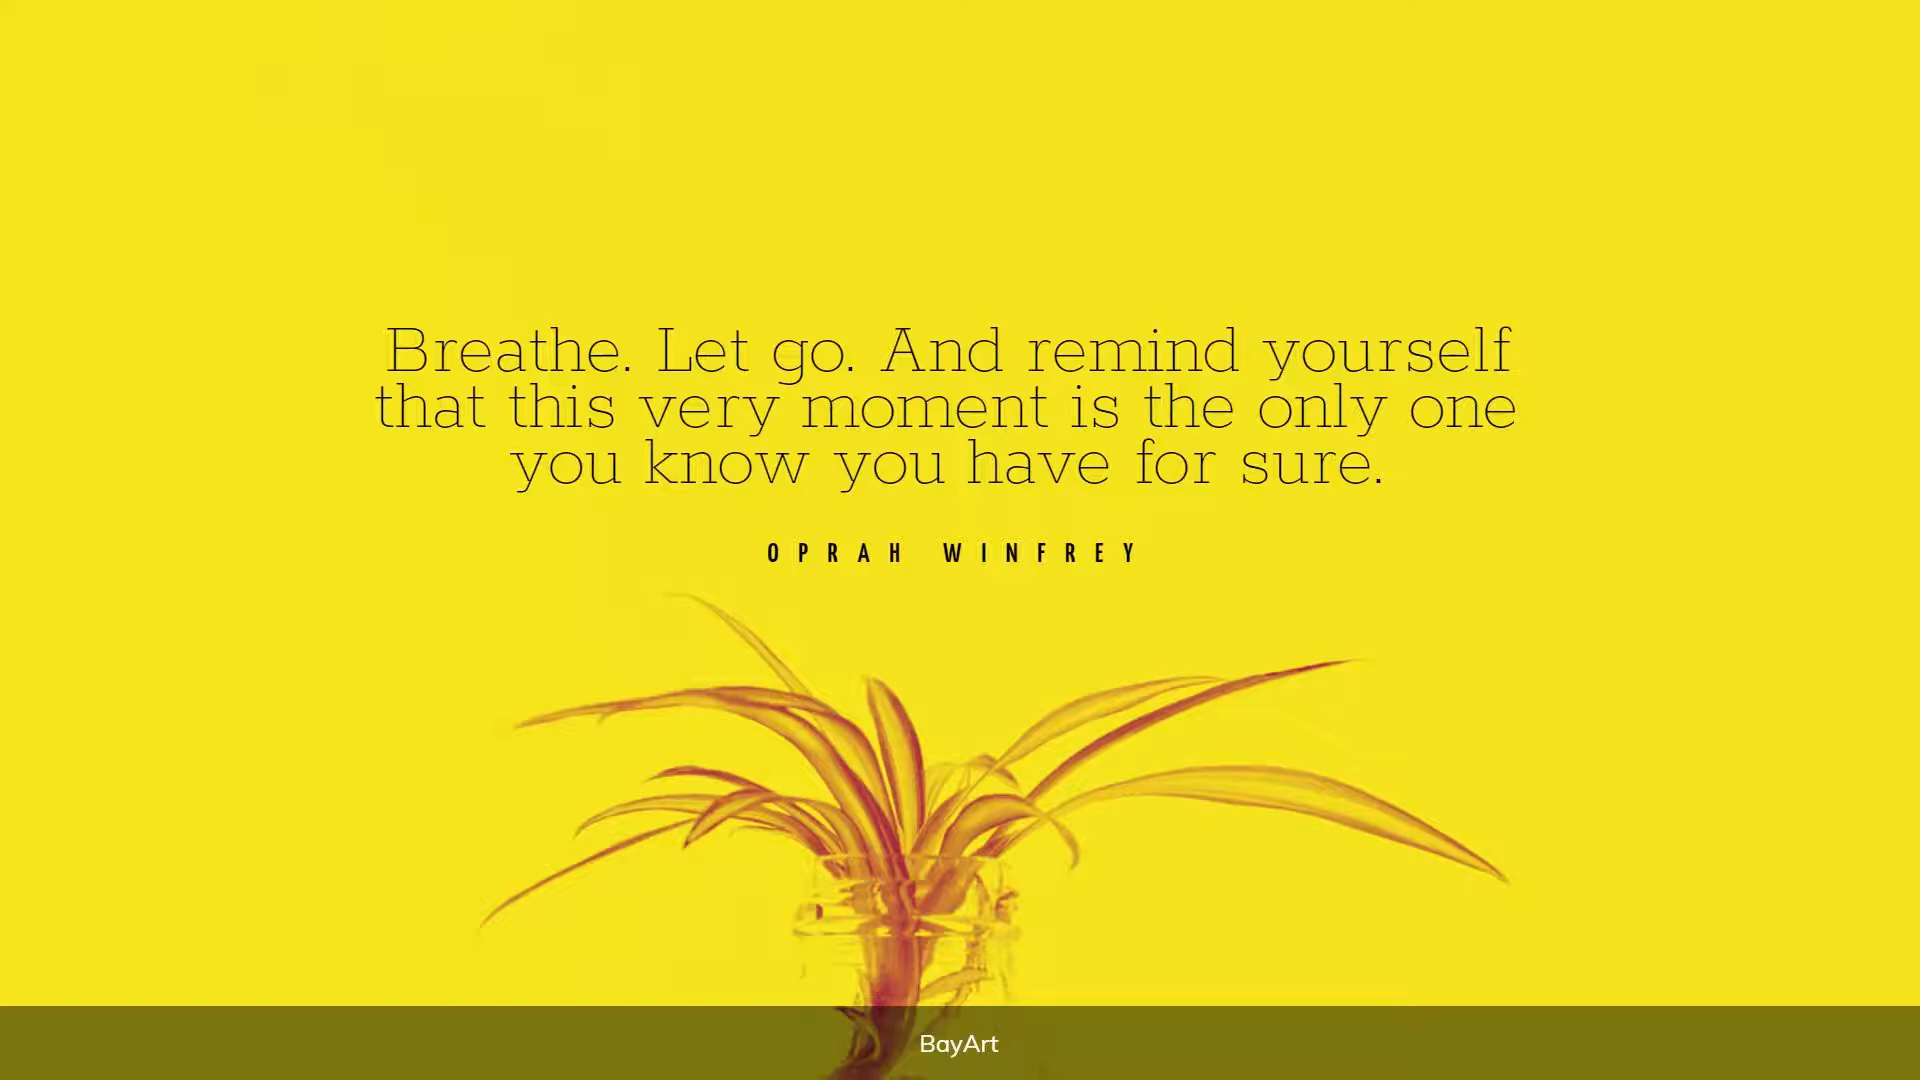 Breathe. Let go. And remind yourself
that this very moment is the only one
you know you have for sure.
OPRAH WINFREY
BayArt